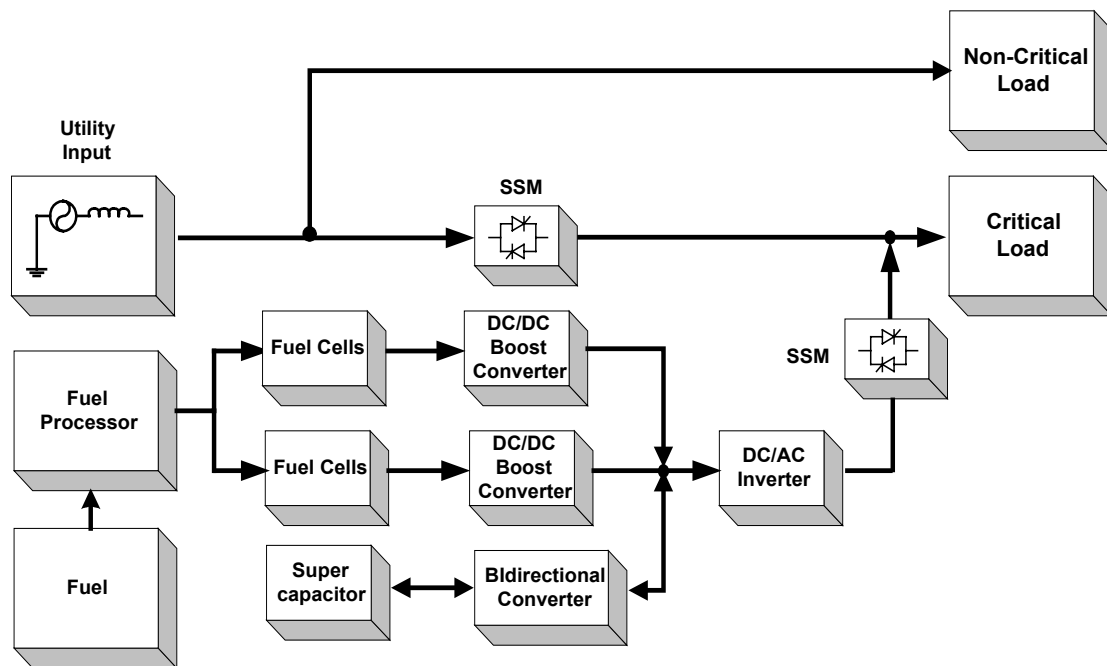 Non-Critical
Load
Utility
Input
SSM
Critical
Load
DC/DC
Boost
Converter
Fuel Cells
SSM
Fuel
Processor
DC/DC
Boost
Converter
Fuel Cells
DC/AC
Inverter
Fuel
Super
capacitor
BIdirectional
Converter